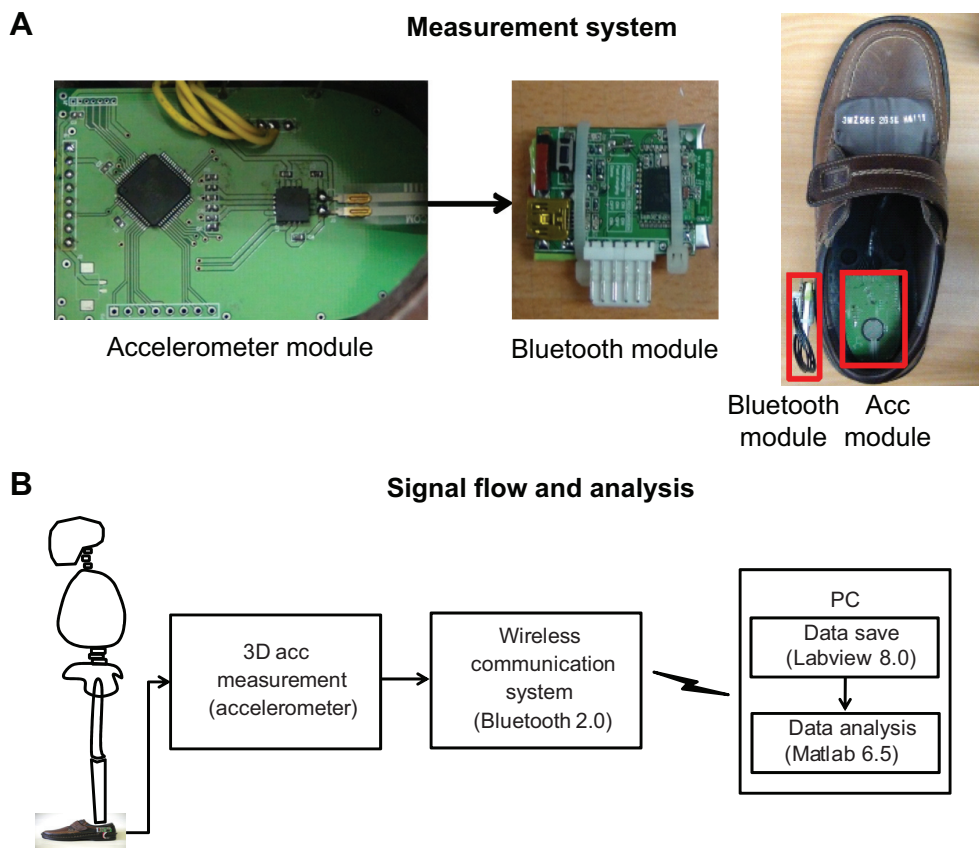 A
Measurement system
COM
Accelerometer module
Bluetooth module
Bluetooth
module
Acc
module
B
Signal flow and analysis
3D acc
measurement
(accelerometer)
Wireless
communication
system
(Bluetooth 2.0)
PC
Data save
(Labview 8.0)
Data analysis
(Matlab 6.5)